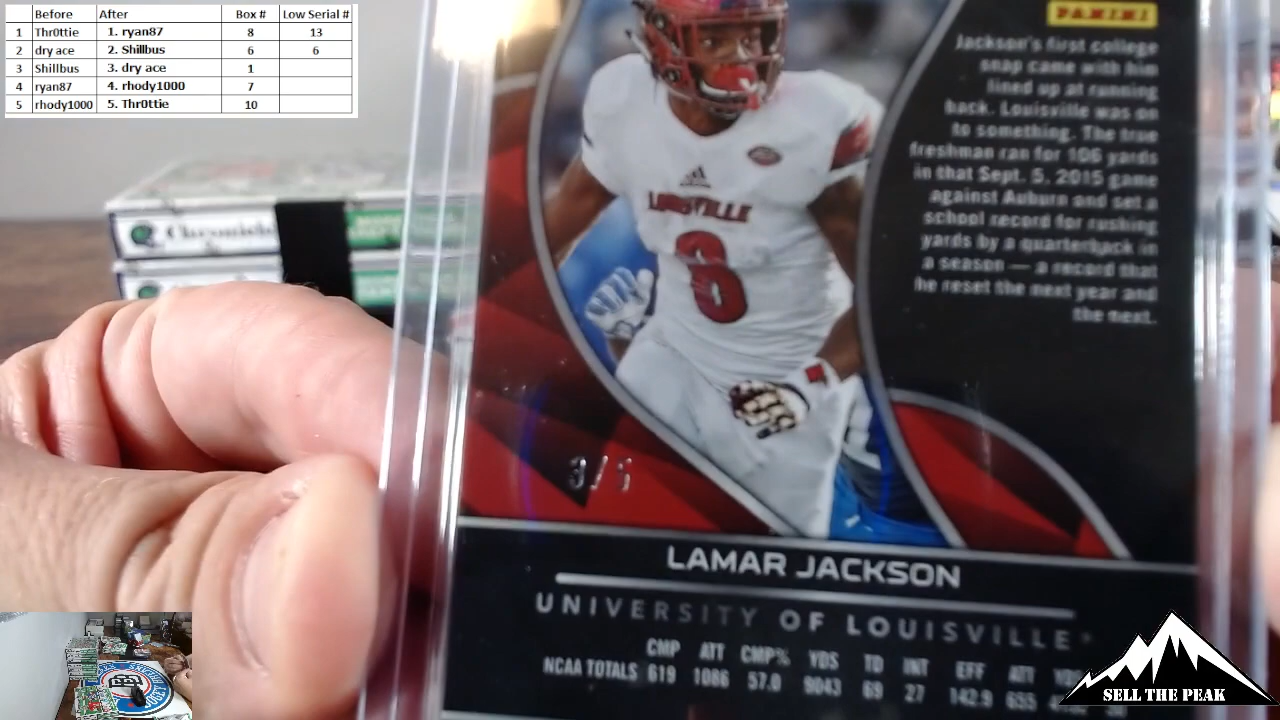 Before After Box # Low Serial #
1 Thr0ttie 1. ryan87 8 13
2 dry ace 2. Shillbus 6 6
3 Shillbus 3. dry ace 1
4 ryan87 4. rhody1000 7
5 rhody1000 5. Thr0ttie 10
PANINI
Jackson's first college
snap came with him
lined up at running
back. Louisville was on
to something. The true
freshman ran for 106 yards
in that Sept. 5, 2015 game
against Auburn and set a
school record for rushing
yards by a quarterback in
a season — a record that
he reset the next year and
the next.
LOUISVILLE
8
3/5
LAMAR JACKSON
UNIVERSITY OF LOUISVILLE
CMP ATT CMP% YDS TD INT EFF ATT
NCAA TOTALS 619 1086 57.0 9043 69 27 142.9 655
Chronicles
SELL THE PEAK